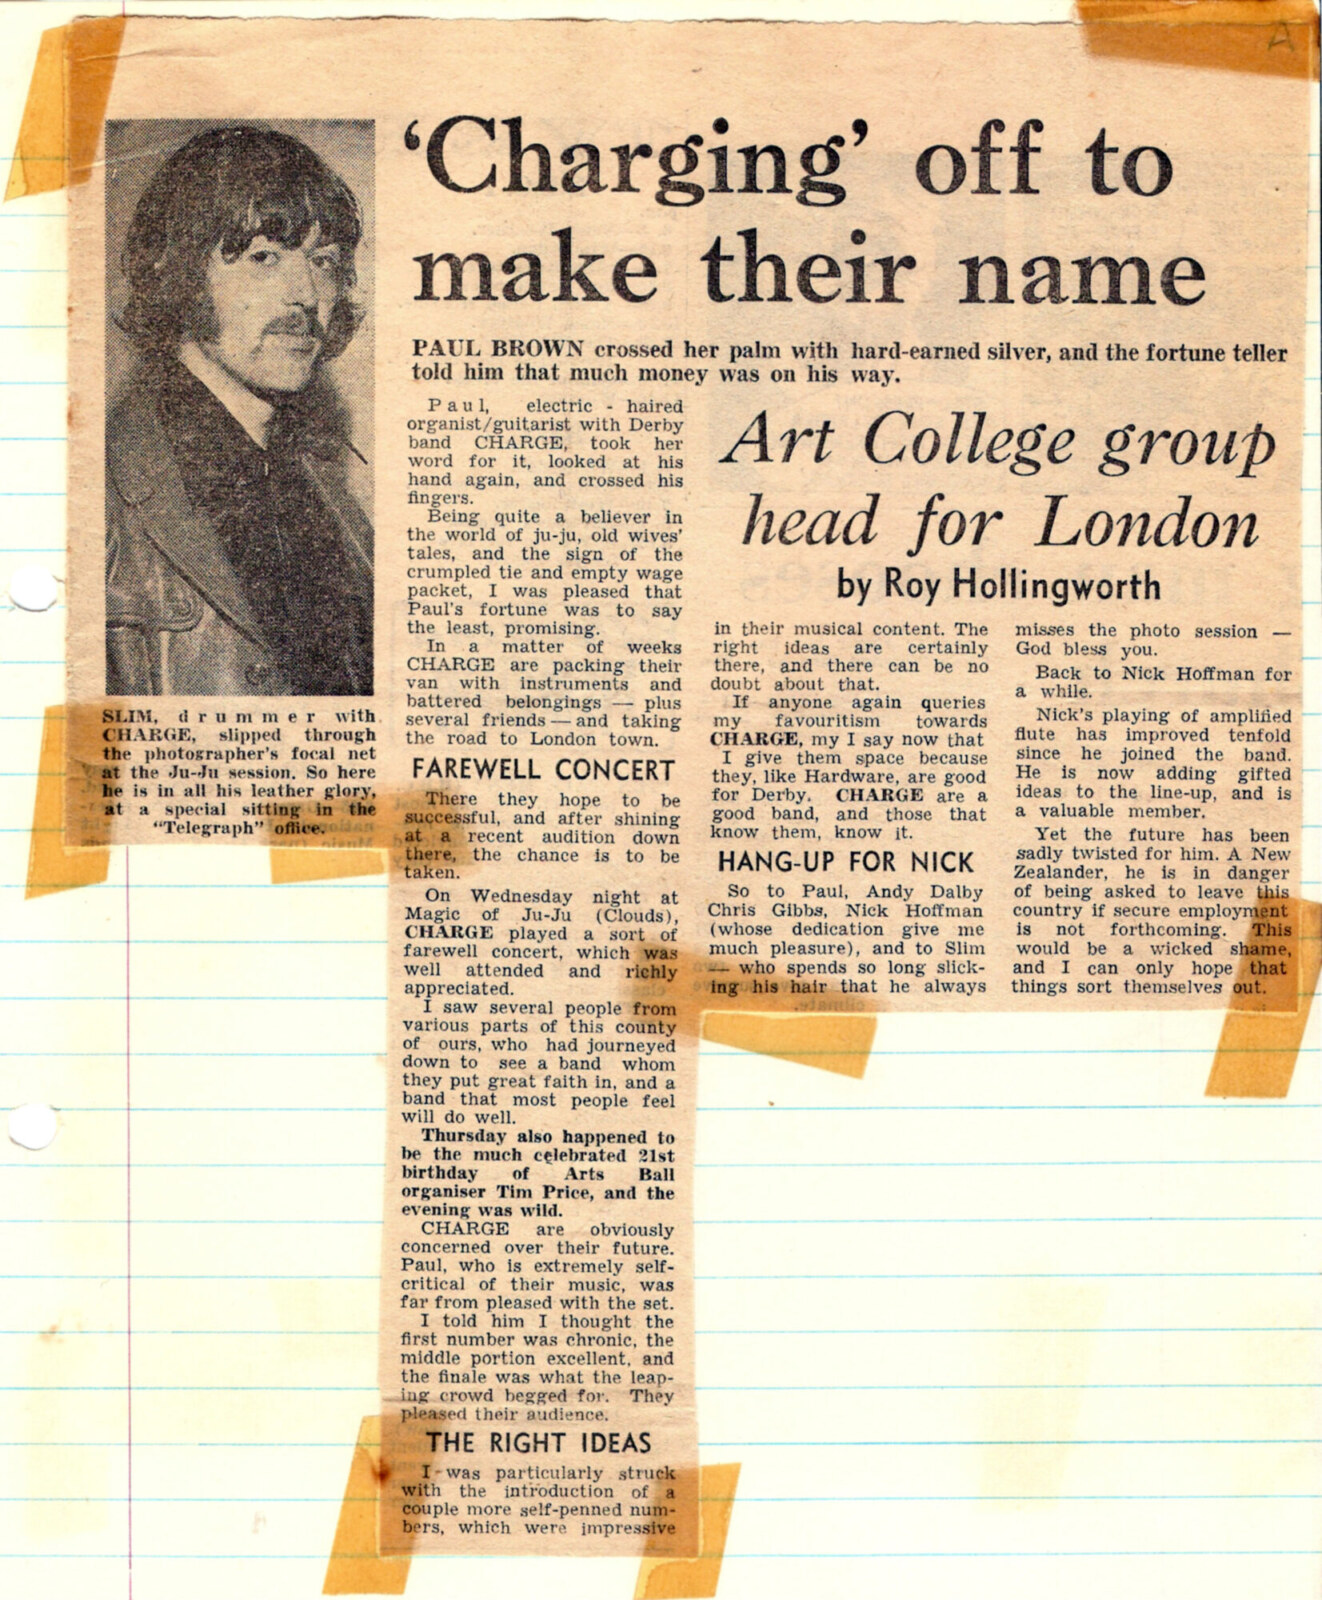 A
‘Charging’ off to
make their name
PAUL BROWN crossed her palm with hard-earned silver, and the fortune teller
told him that much money was on his way.
Art College group
head for London
by Roy Hollingworth
SLIM, drummer with
CHARGE, slipped through
the photographer's focal net
at the Ju-Ju session. So here
he is in all his leather glory,
at a special sitting in the
"Telegraph" office.
Paul, electric - haired
organist/guitarist with Derby
band CHARGE, took her
word for it, looked at his
hand again, and crossed his
fingers.
Being quite a believer in
the world of ju-ju, old wives'
tales, and the sign of the
crumpled tie and empty wage
packet, I was pleased that
Paul's fortune was to say
the least, promising.
In a matter of weeks
CHARGE are packing their
van with instruments and
battered belongings — plus
several friends — and taking
the road to London town.
FAREWELL CONCERT
There they hope to be
successful, and after shining
at a recent audition down
there, the chance is to be
taken.
On Wednesday night at
Magic of Ju-Ju (Clouds),
CHARGE played a sort of
farewell concert, which was
well attended and richly
appreciated.
I saw several people from
various parts of this county
of ours, who had journeyed
down to see a band whom
they put great faith in, and a
band that most people feel
will do well.
Thursday also happened to
be the much celebrated 21st
birthday of Arts Ball
organiser Tim Price, and the
evening was wild.
CHARGE are obviously
concerned over their future.
Paul, who is extremely self-
critical of their music, was
far from pleased with the set.
I told him I thought the
first number was chronic, the
middle portion excellent, and
the finale was what the leap-
ing crowd begged for. They
pleased their audience.
THE RIGHT IDEAS
I was particularly struck
with the introduction of a
couple more self-penned num-
bers, which were impressive
in their musical content. The
right ideas are certainly
there, and there can be no
doubt about that.
If anyone again queries
my favouritism towards
CHARGE, my I say now that
I give them space because
they, like Hardware, are good
for Derby. CHARGE are a
good band, and those that
know them, know it.
HANG-UP FOR NICK
So to Paul, Andy Dalby
Chris Gibbs, Nick Hoffman
(whose dedication give me
much pleasure), and to Slim
— who spends so long slick-
ing his hair that he always
misses the photo session —
God bless you.
Back to Nick Hoffman for
a while.
Nick's playing of amplified
flute has improved tenfold
since he joined the band.
He is now adding gifted
ideas to the line-up, and is
a valuable member.
Yet the future has been
sadly twisted for him. A New
Zealander, he is in danger
of being asked to leave this
country if secure employment
is not forthcoming. This
would be a wicked shame,
and I can only hope that
things sort themselves out.